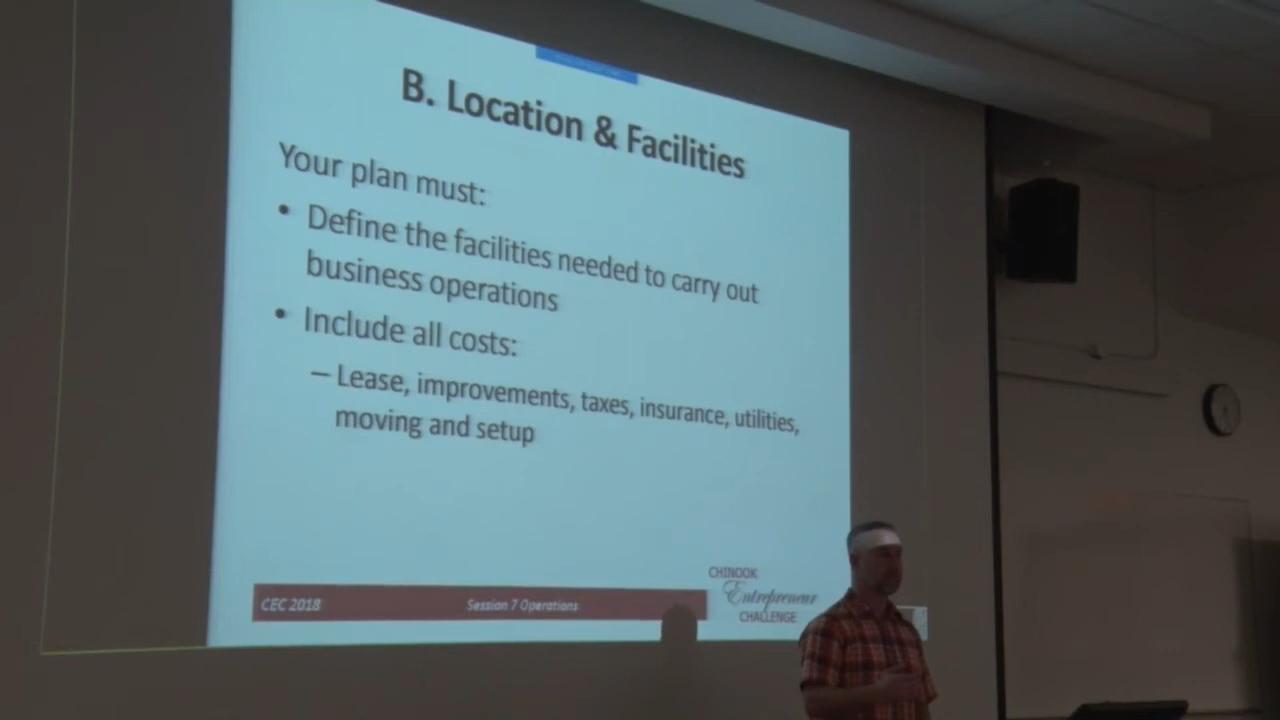 B. Location & Facilities
Your plan must:
• Define the facilities needed to carry out
business operations
• Include all costs:
– Lease, improvements, taxes, insurance, utilities,
moving and setup
CEC 2018
Session 7 Operations
CHINOOK
Entrepreneur
CHALLENGE